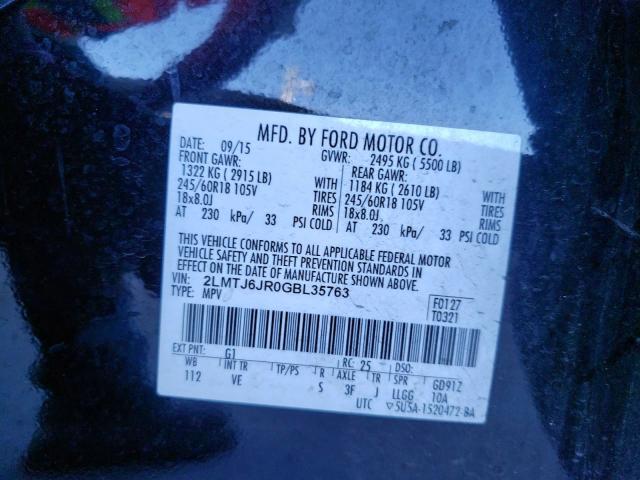 MFD. BY FORD MOTOR CO.
DATE: 09/15 GVWR: 2495 KG ( 5500 LB)
FRONT GAWR: REAR GAWR:
1322 KG ( 2915 LB) WITH 1184 KG ( 2610 LB) WITH
245/60R18 105V TIRES 245/60R18 105V TIRES
18x8.0J RIMS 18x8.0J RIMS
AT 230 kPa/ 33 PSI COLD AT 230 kPa/ 33 PSI COLD
THIS VEHICLE CONFORMS TO ALL APPLICABLE FEDERAL MOTOR
VEHICLE SAFETY AND THEFT PREVENTION STANDARDS IN
EFFECT ON THE DATE OF MANUFACTURE SHOWN ABOVE.
VIN: 2LMTJ6JR0GBL35763 F0127
TYPE: MPV T0321
EXT PNT: G1 RC: 25 DSO:
WB INT TR TP/PS R AXLE TR SPR GD91Z
112 VE S 3F J LLGG 10A
UTC ▽5U5A-1520472-BA